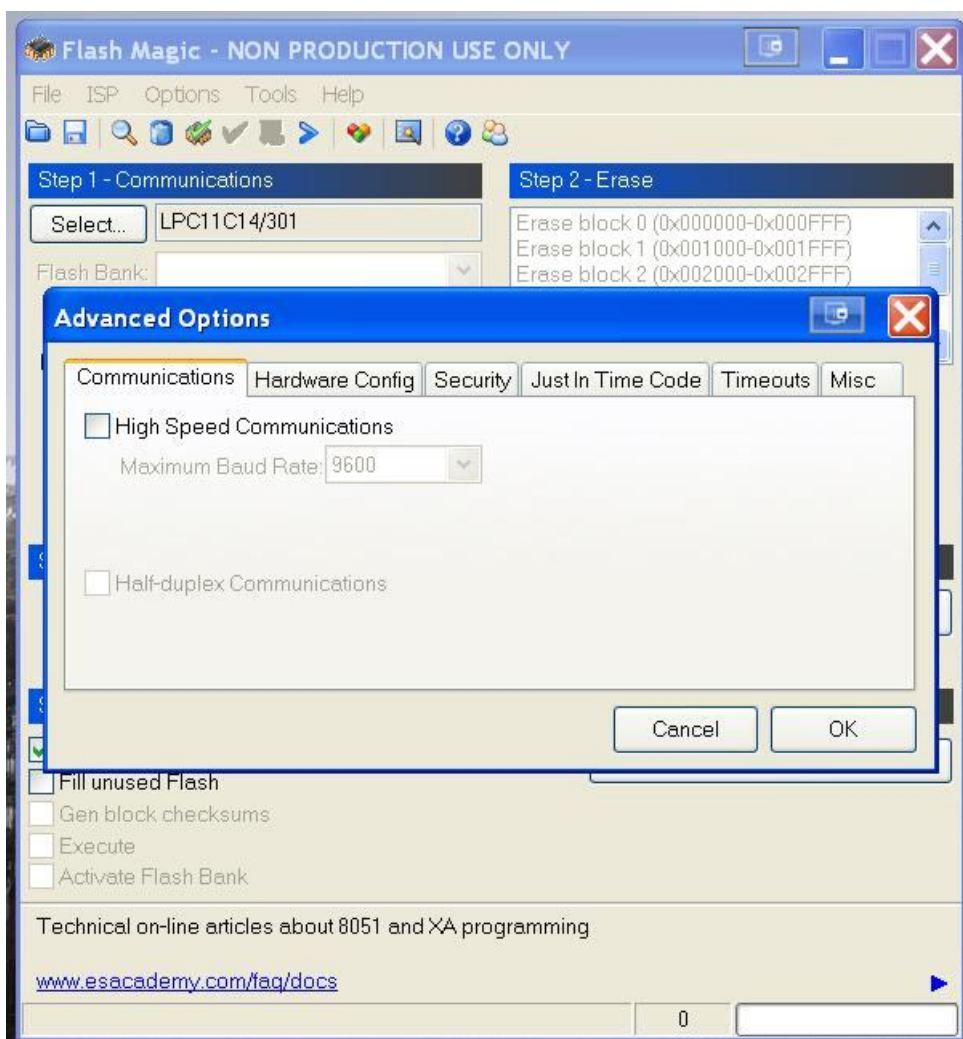 Flash Magic - NON PRODUCTION USE ONLY
File ISP Options Tools Help
Step 1 - Communications
Select...
LPC11C14/301
Flash Bank:
Step 2 - Erase
Erase block 0 (0x000000-0x000FFF)
Erase block 1 (0x001000-0x001FFF)
Erase block 2 (0x002000-0x002FFF)
Advanced Options
Communications Hardware Config Security Just In Time Code Timeouts Misc
High Speed Communications
Maximum Baud Rate: 9600
Half-duplex Communications
Cancel OK
Fill unused Flash
Gen block checksums
Execute
Activate Flash Bank
Technical on-line articles about 8051 and XA programming
www.esacademy.com/faq/docs
0